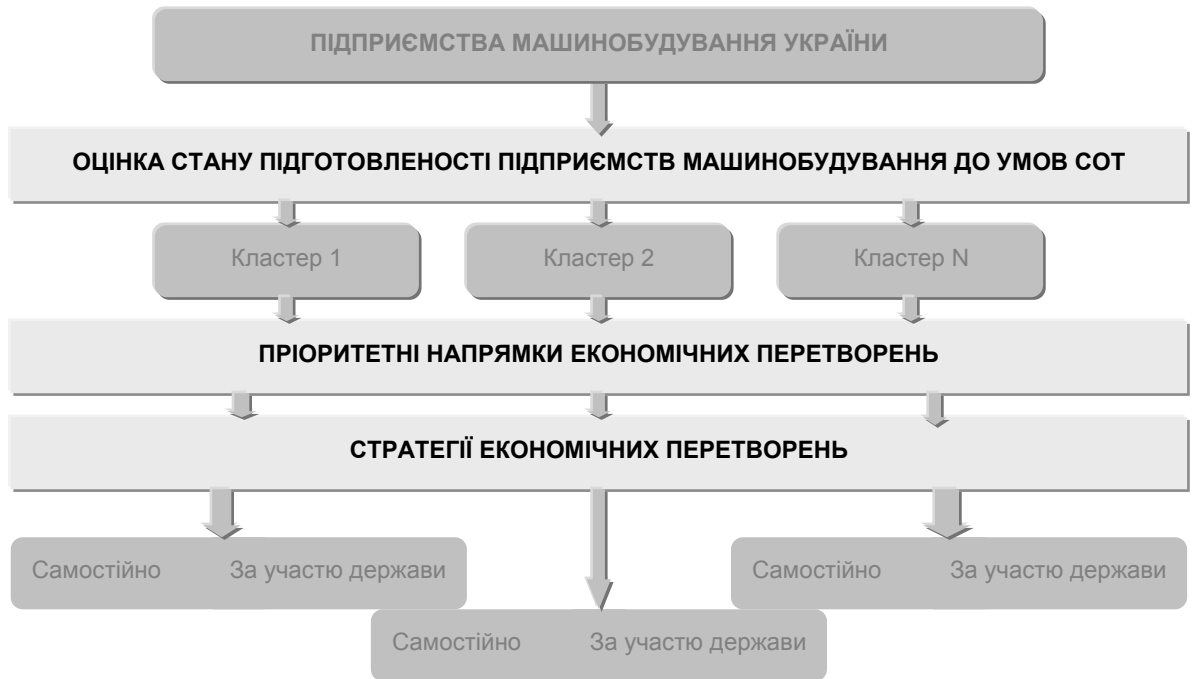 ПІДПРИЄМСТВА МАШИНОБУДУВАННЯ УКРАЇНИ
ОЦІНКА СТАНУ ПІДГОТОВЛЕНОСТІ ПІДПРИЄМСТВ МАШИНОБУДУВАННЯ ДО УМОВ СОТ
Кластер 1 Кластер 2 Кластер N
ПРІОРИТЕТНІ НАПРЯМКИ ЕКОНОМІЧНИХ ПЕРЕТВОРЕНЬ
СТРАТЕГІЇ ЕКОНОМІЧНИХ ПЕРЕТВОРЕНЬ
Самостійно За участю держави Самостійно За участю держави
Самостійно За участю держави